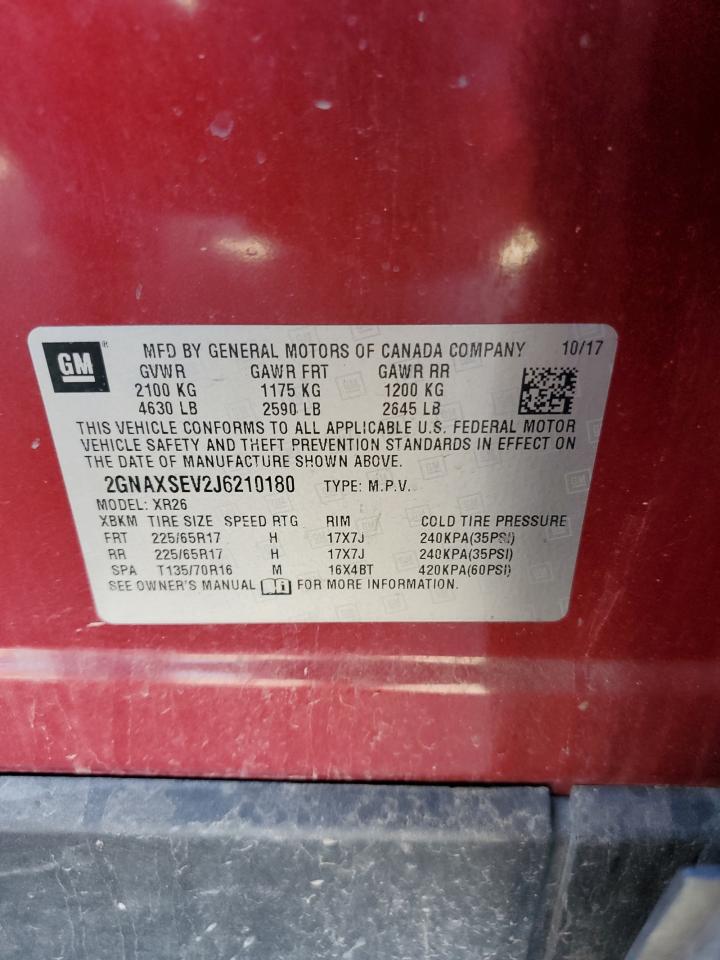 GM ® MFD BY GENERAL MOTORS OF CANADA COMPANY 10/17
GVWR GAWR FRT GAWR RR
2100 KG 1175 KG 1200 KG
4630 LB 2590 LB 2645 LB
THIS VEHICLE CONFORMS TO ALL APPLICABLE U.S. FEDERAL MOTOR
VEHICLE SAFETY AND THEFT PREVENTION STANDARDS IN EFFECT ON
THE DATE OF MANUFACTURE SHOWN ABOVE.
2GNAXSEV2J6210180 TYPE: M.P.V.
MODEL: XR26
XBKM TIRE SIZE SPEED RTG RIM COLD TIRE PRESSURE
FRT 225/65R17 H 17X7J 240KPA(35PSI)
RR 225/65R17 H 17X7J 240KPA(35PSI)
SPA T135/70R16 M 16X4BT 420KPA(60PSI)
SEE OWNER'S MANUAL FOR MORE INFORMATION.